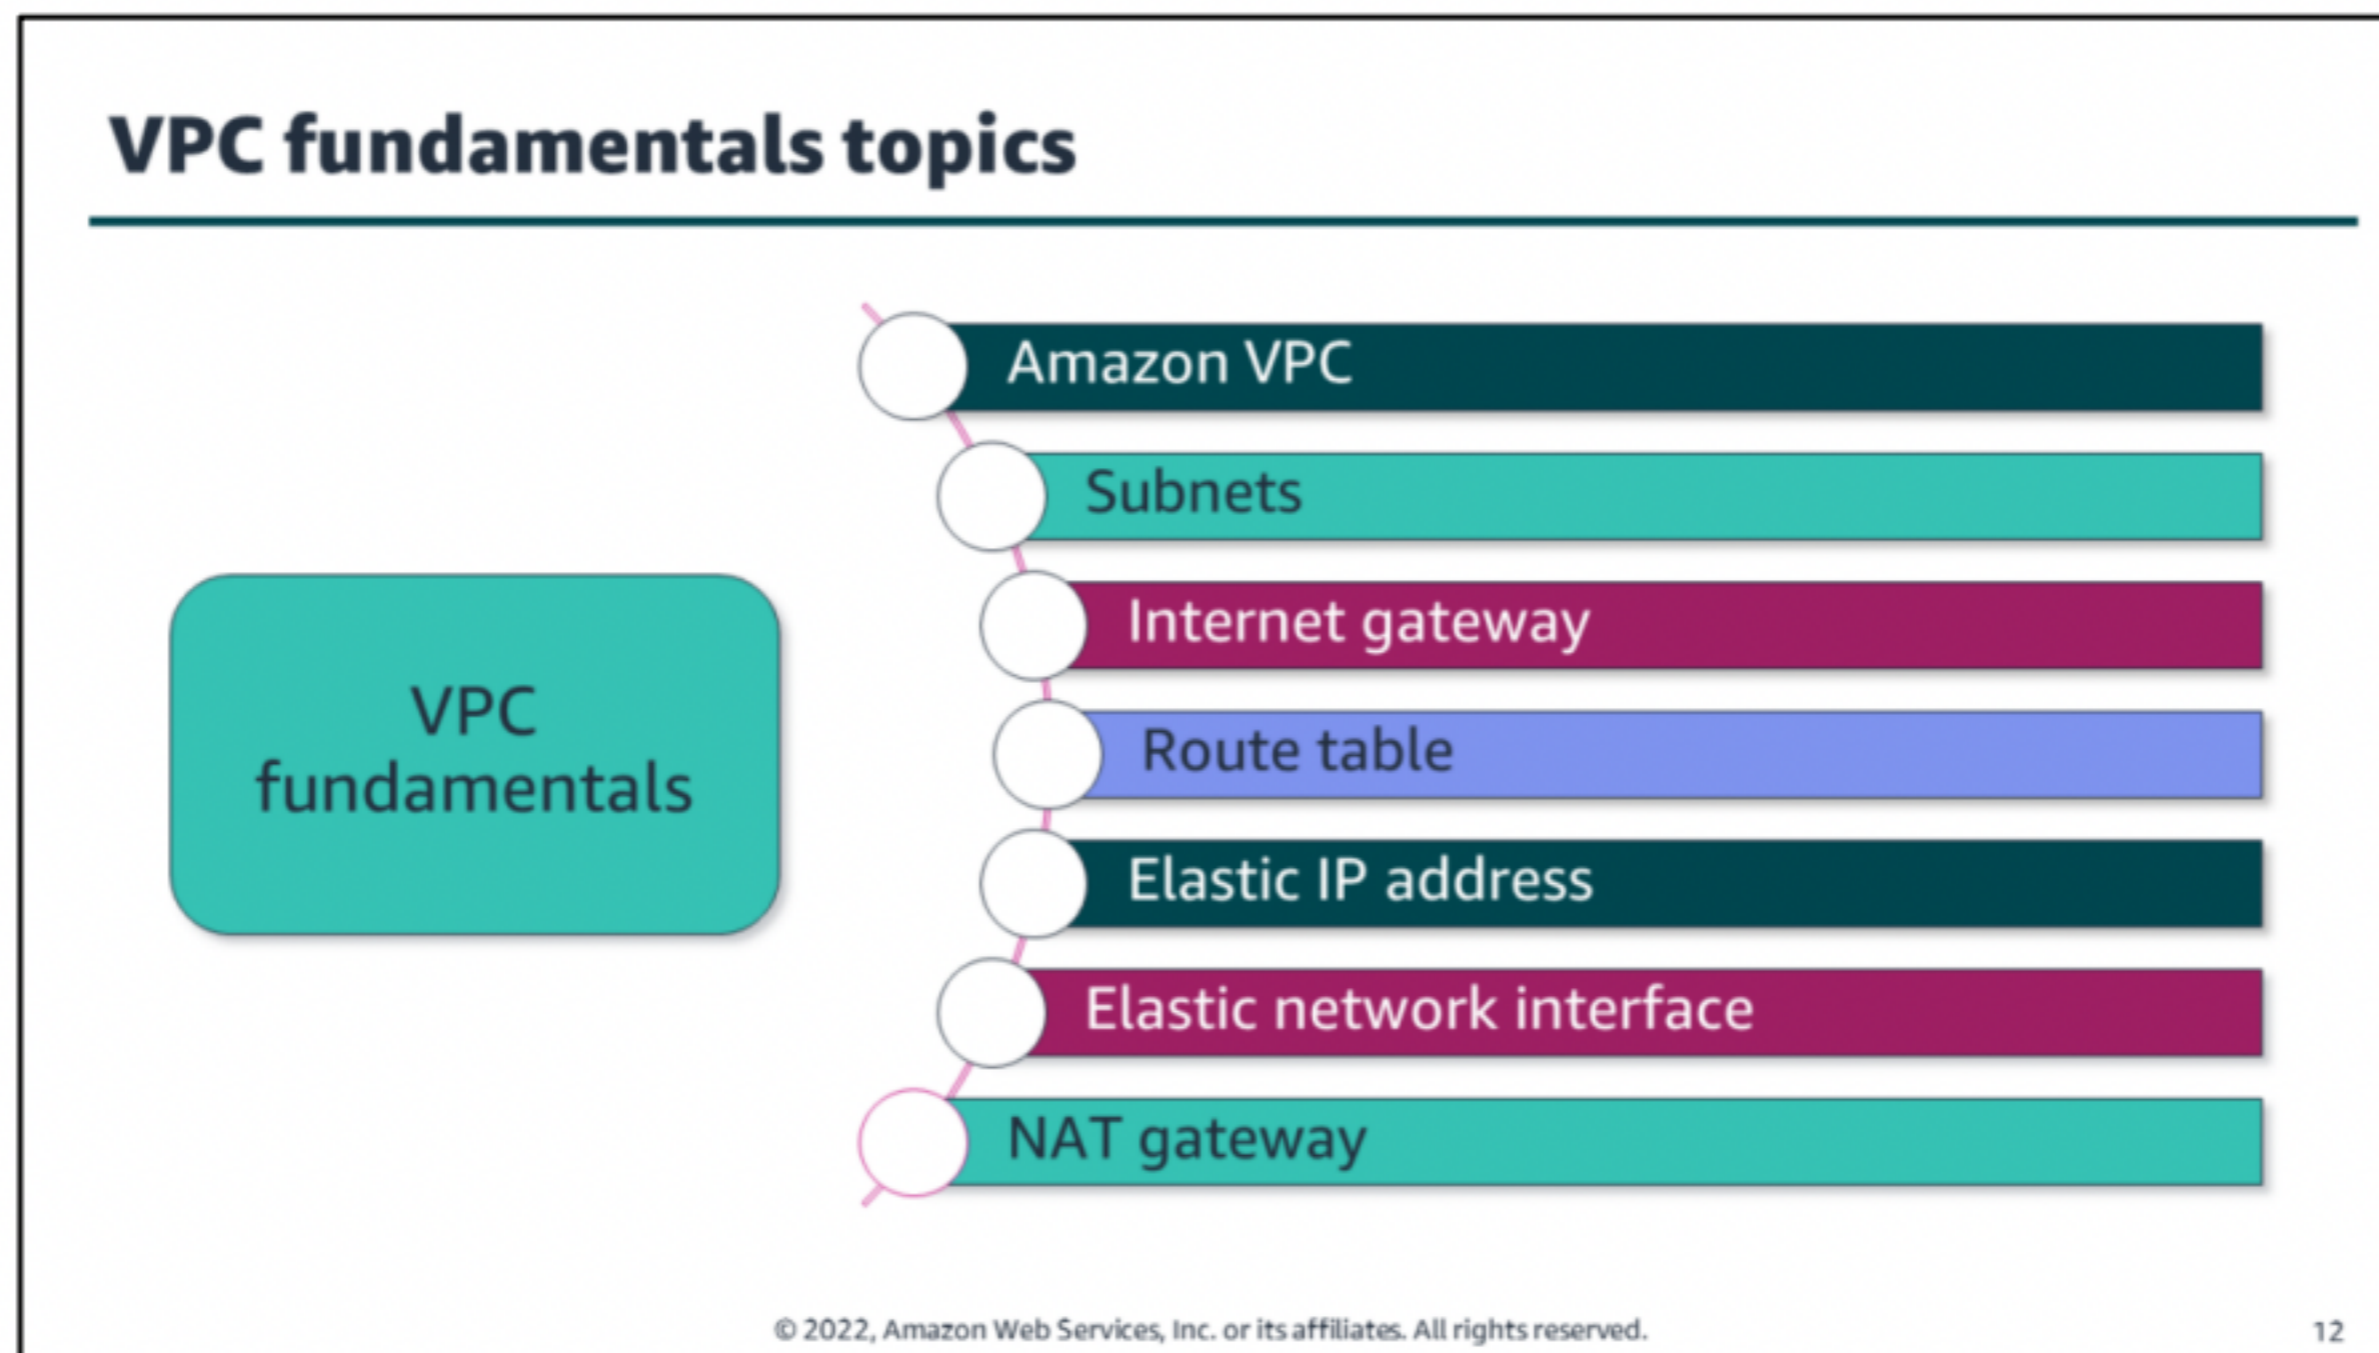 VPC fundamentals topics
VPC
fundamentals
Amazon VPC
Subnets
Internet gateway
Route table
Elastic IP address
Elastic network interface
NAT gateway
© 2022, Amazon Web Services, Inc. or its affiliates. All rights reserved.
12